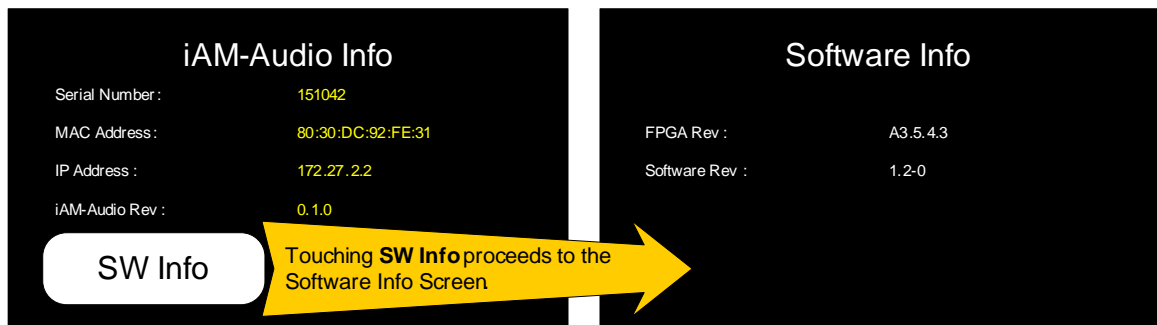 iAM-Audio Info
Serial Number: 151042
MAC Address: 80:30:DC:92:FE:31
IP Address: 172.27.2.2
iAM-Audio Rev: 0.1.0
SW Info
Touching SW Info proceeds to the
Software Info Screen
Software Info
FPGA Rev: A3.5.4.3
Software Rev: 1.2-0